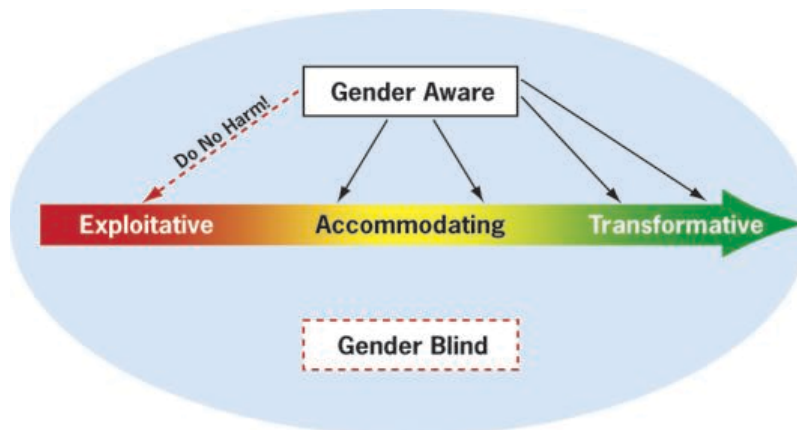 Gender Aware
Do No Harm!
Exploitative
Accommodating
Transformative
Gender Blind